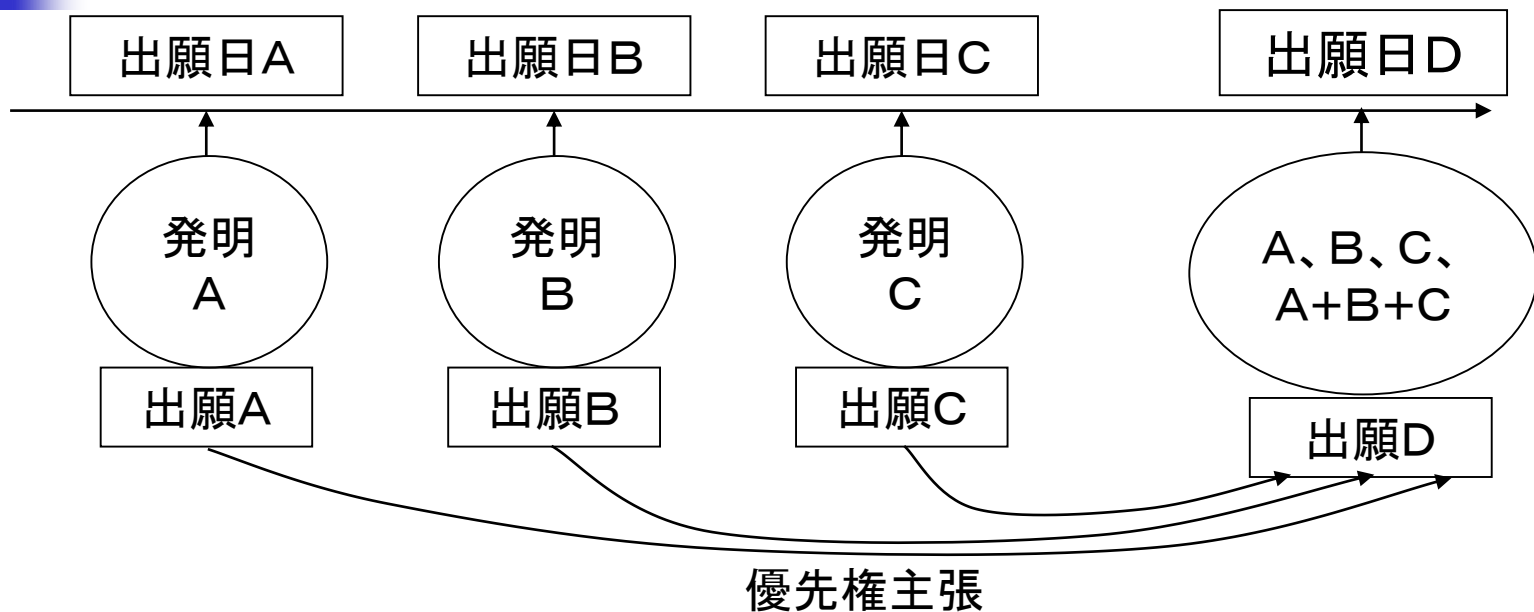 出願日A
出願日B
出願日C
出願日D
発明
A
発明
B
発明
C
A、B、C、
A+B+C
出願A
出願B
出願C
出願D
優先権主張